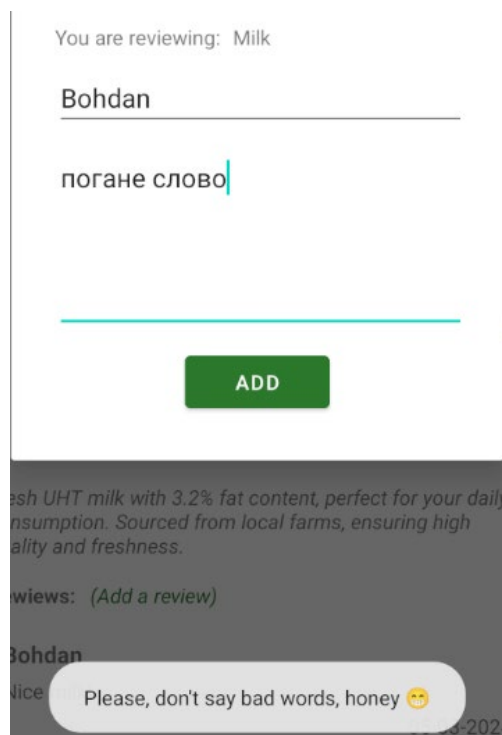 You are reviewing: Milk
Bohdan
погане слово
ADD
esh UHT milk with 3.2% fat content, perfect for your daily
nsumption. Sourced from local farms, ensuring high
ality and freshness.
wiews: (Add a review)
Bohdan
Nice
Please, don't say bad words, honey 😁